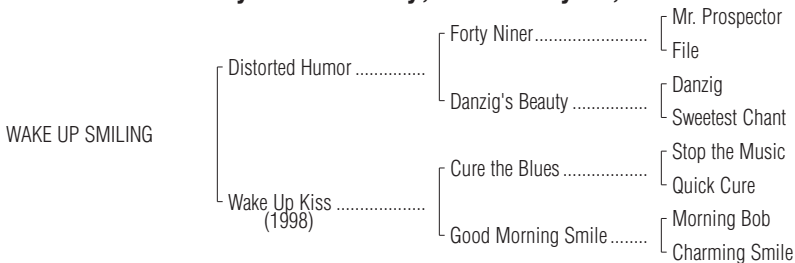 Forty Niner
Mr. Prospector
File
Distorted Humor
Danzig's Beauty
Danzig
Sweetest Chant
WAKE UP SMILING
Wake Up Kiss
(1998)
Cure the Blues
Stop the Music
Quick Cure
Good Morning Smile
Morning Bob
Charming Smile